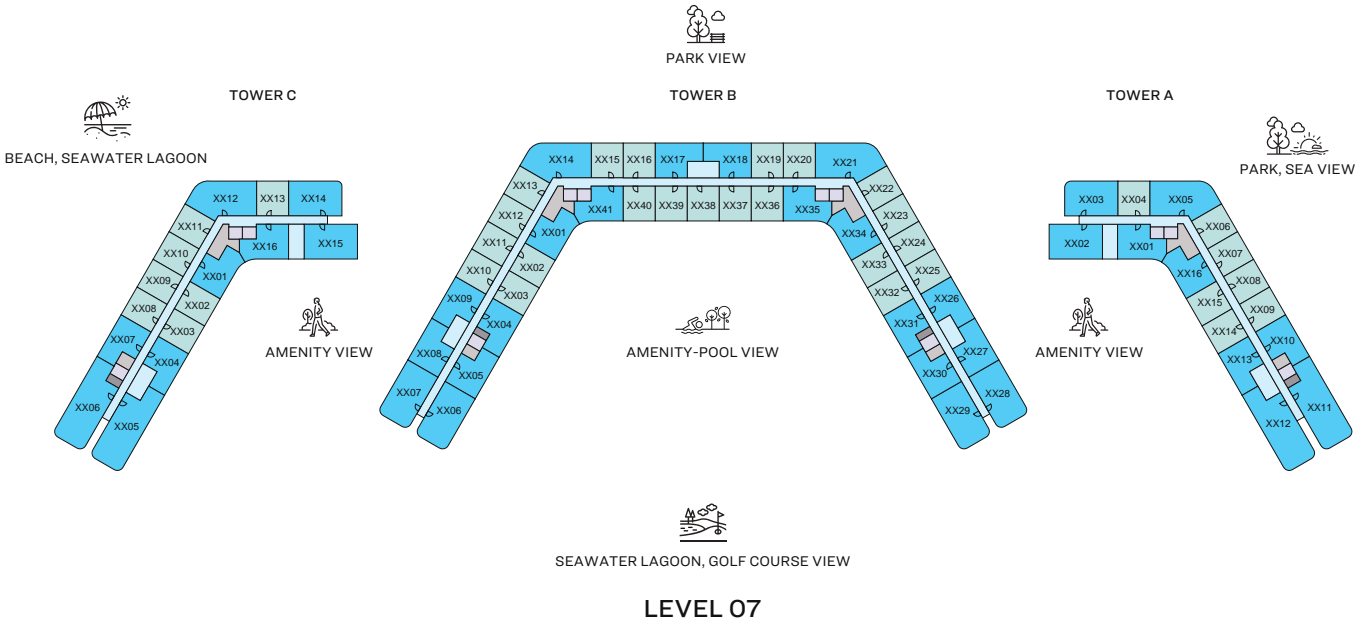 PARK VIEW
TOWER C
TOWER B
TOWER A
BEACH, SEAWATER LAGOON
PARK, SEA VIEW
XX12
XX13
XX14
XX11
XX10
XX09
XX08
XX07
XX06
XX01
XX16
XX15
XX02
XX03
XX04
XX05
XX14
XX15
XX16
XX17
XX18
XX19
XX20
XX21
XX13
XX12
XX11
XX10
XX09
XX08
XX07
XX41
XX40
XX39
XX38
XX37
XX36
XX35
XX01
XX02
XX03
XX04
XX05
XX06
XX22
XX23
XX24
XX25
XX26
XX27
XX28
XX34
XX33
XX32
XX31
XX30
XX29
XX03
XX04
XX05
XX02
XX01
XX06
XX07
XX08
XX09
XX10
XX11
XX16
XX15
XX14
XX13
XX12
AMENITY VIEW
AMENITY-POOL VIEW
AMENITY VIEW
SEAWATER LAGOON, GOLF COURSE VIEW
LEVEL 07